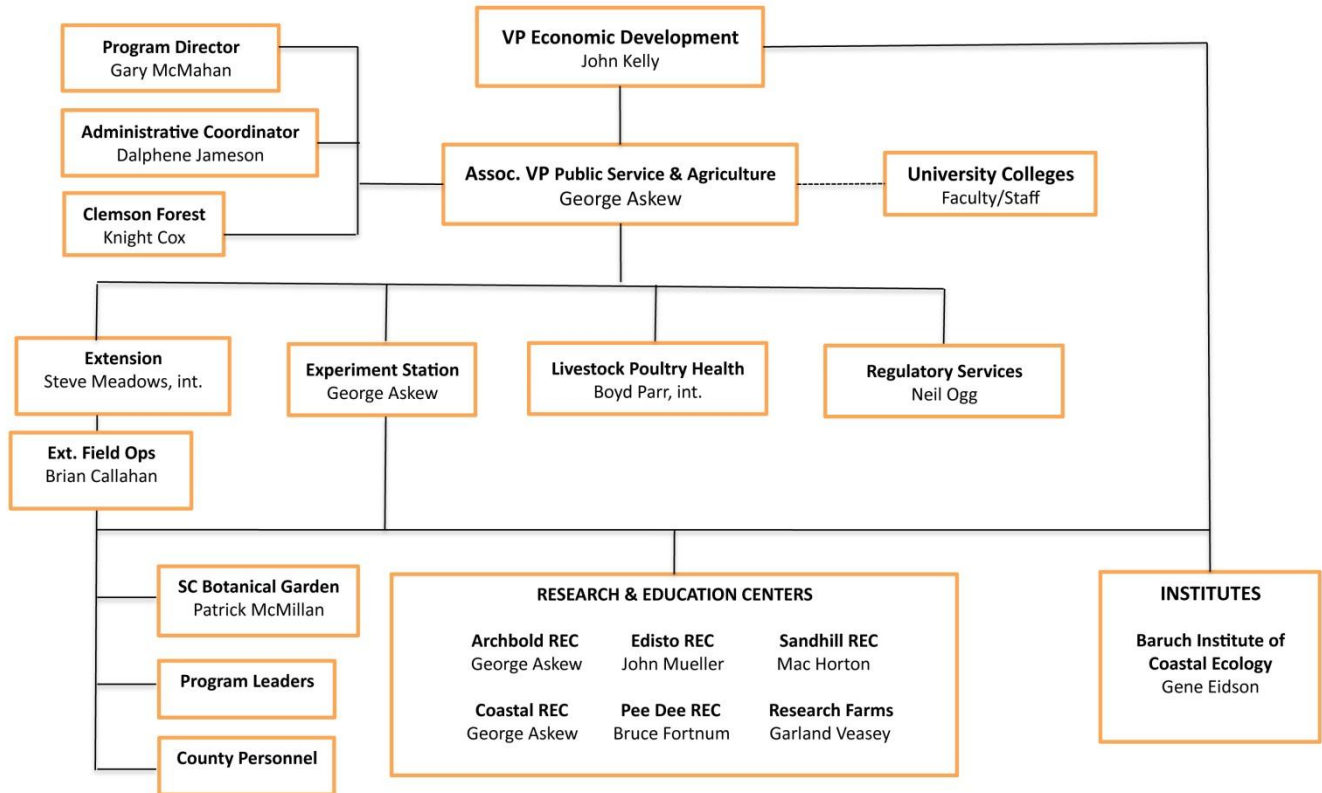 Program Director
Gary McMahan
VP Economic Development
John Kelly
Administrative Coordinator
Dalphene Jameson
Assoc. VP Public Service & Agriculture
George Askew
University Colleges
Faculty/Staff
Clemson Forest
Knight Cox
Extension
Steve Meadows, int.
Experiment Station
George Askew
Livestock Poultry Health
Boyd Parr, int.
Regulatory Services
Neil Ogg
Ext. Field Ops
Brian Callahan
SC Botanical Garden
Patrick McMillan
Program Leaders
County Personnel
RESEARCH & EDUCATION CENTERS
Archbold REC
George Askew
Edisto REC
John Mueller
Sandhill REC
Mac Horton
Coastal REC
George Askew
Pee Dee REC
Bruce Fortnum
Research Farms
Garland Veasey
INSTITUTES
Baruch Institute of
Coastal Ecology
Gene Eidson